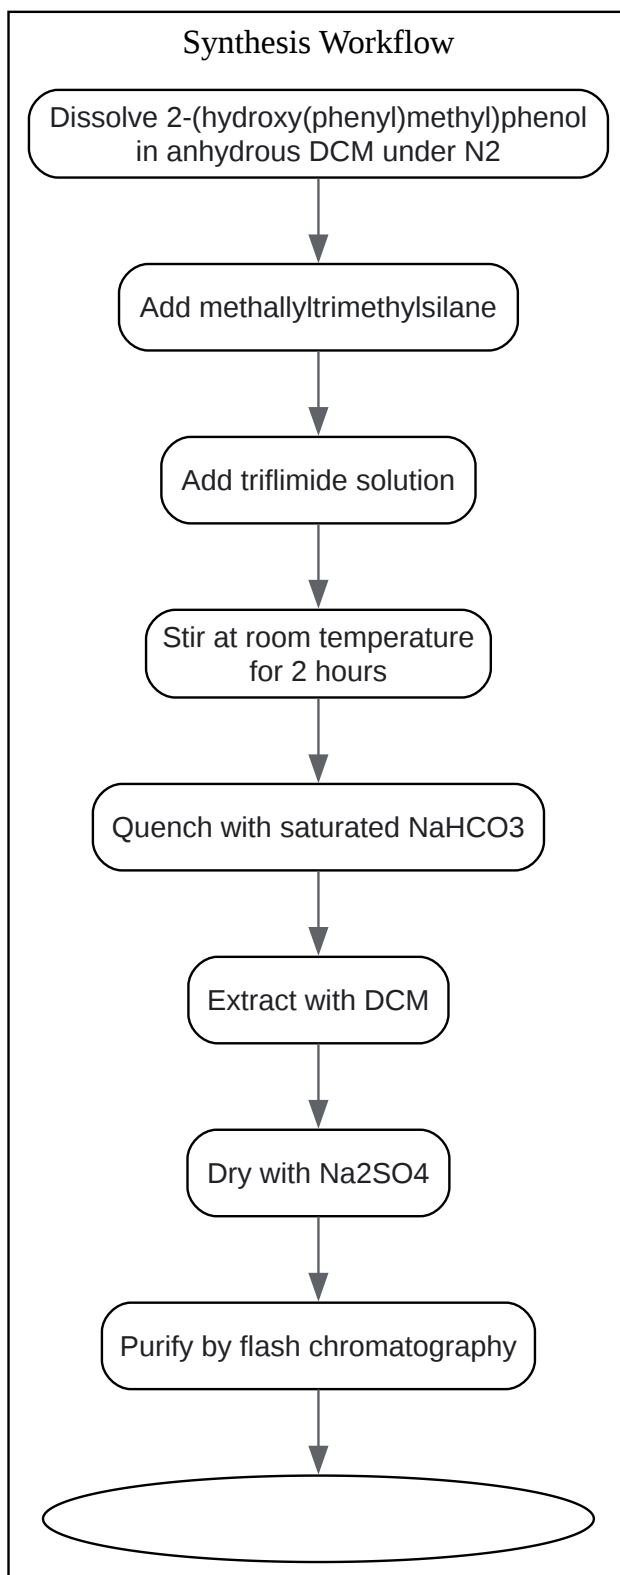 Synthesis Workflow
Dissolve 2-(hydroxy(phenyl)methyl)phenol
in anhydrous DCM under N2
Add methallyltrimethylsilane
Add triflimide solution
Stir at room temperature
for 2 hours
Quench with saturated NaHCO3
Extract with DCM
Dry with Na2SO4
Purify by flash chromatography